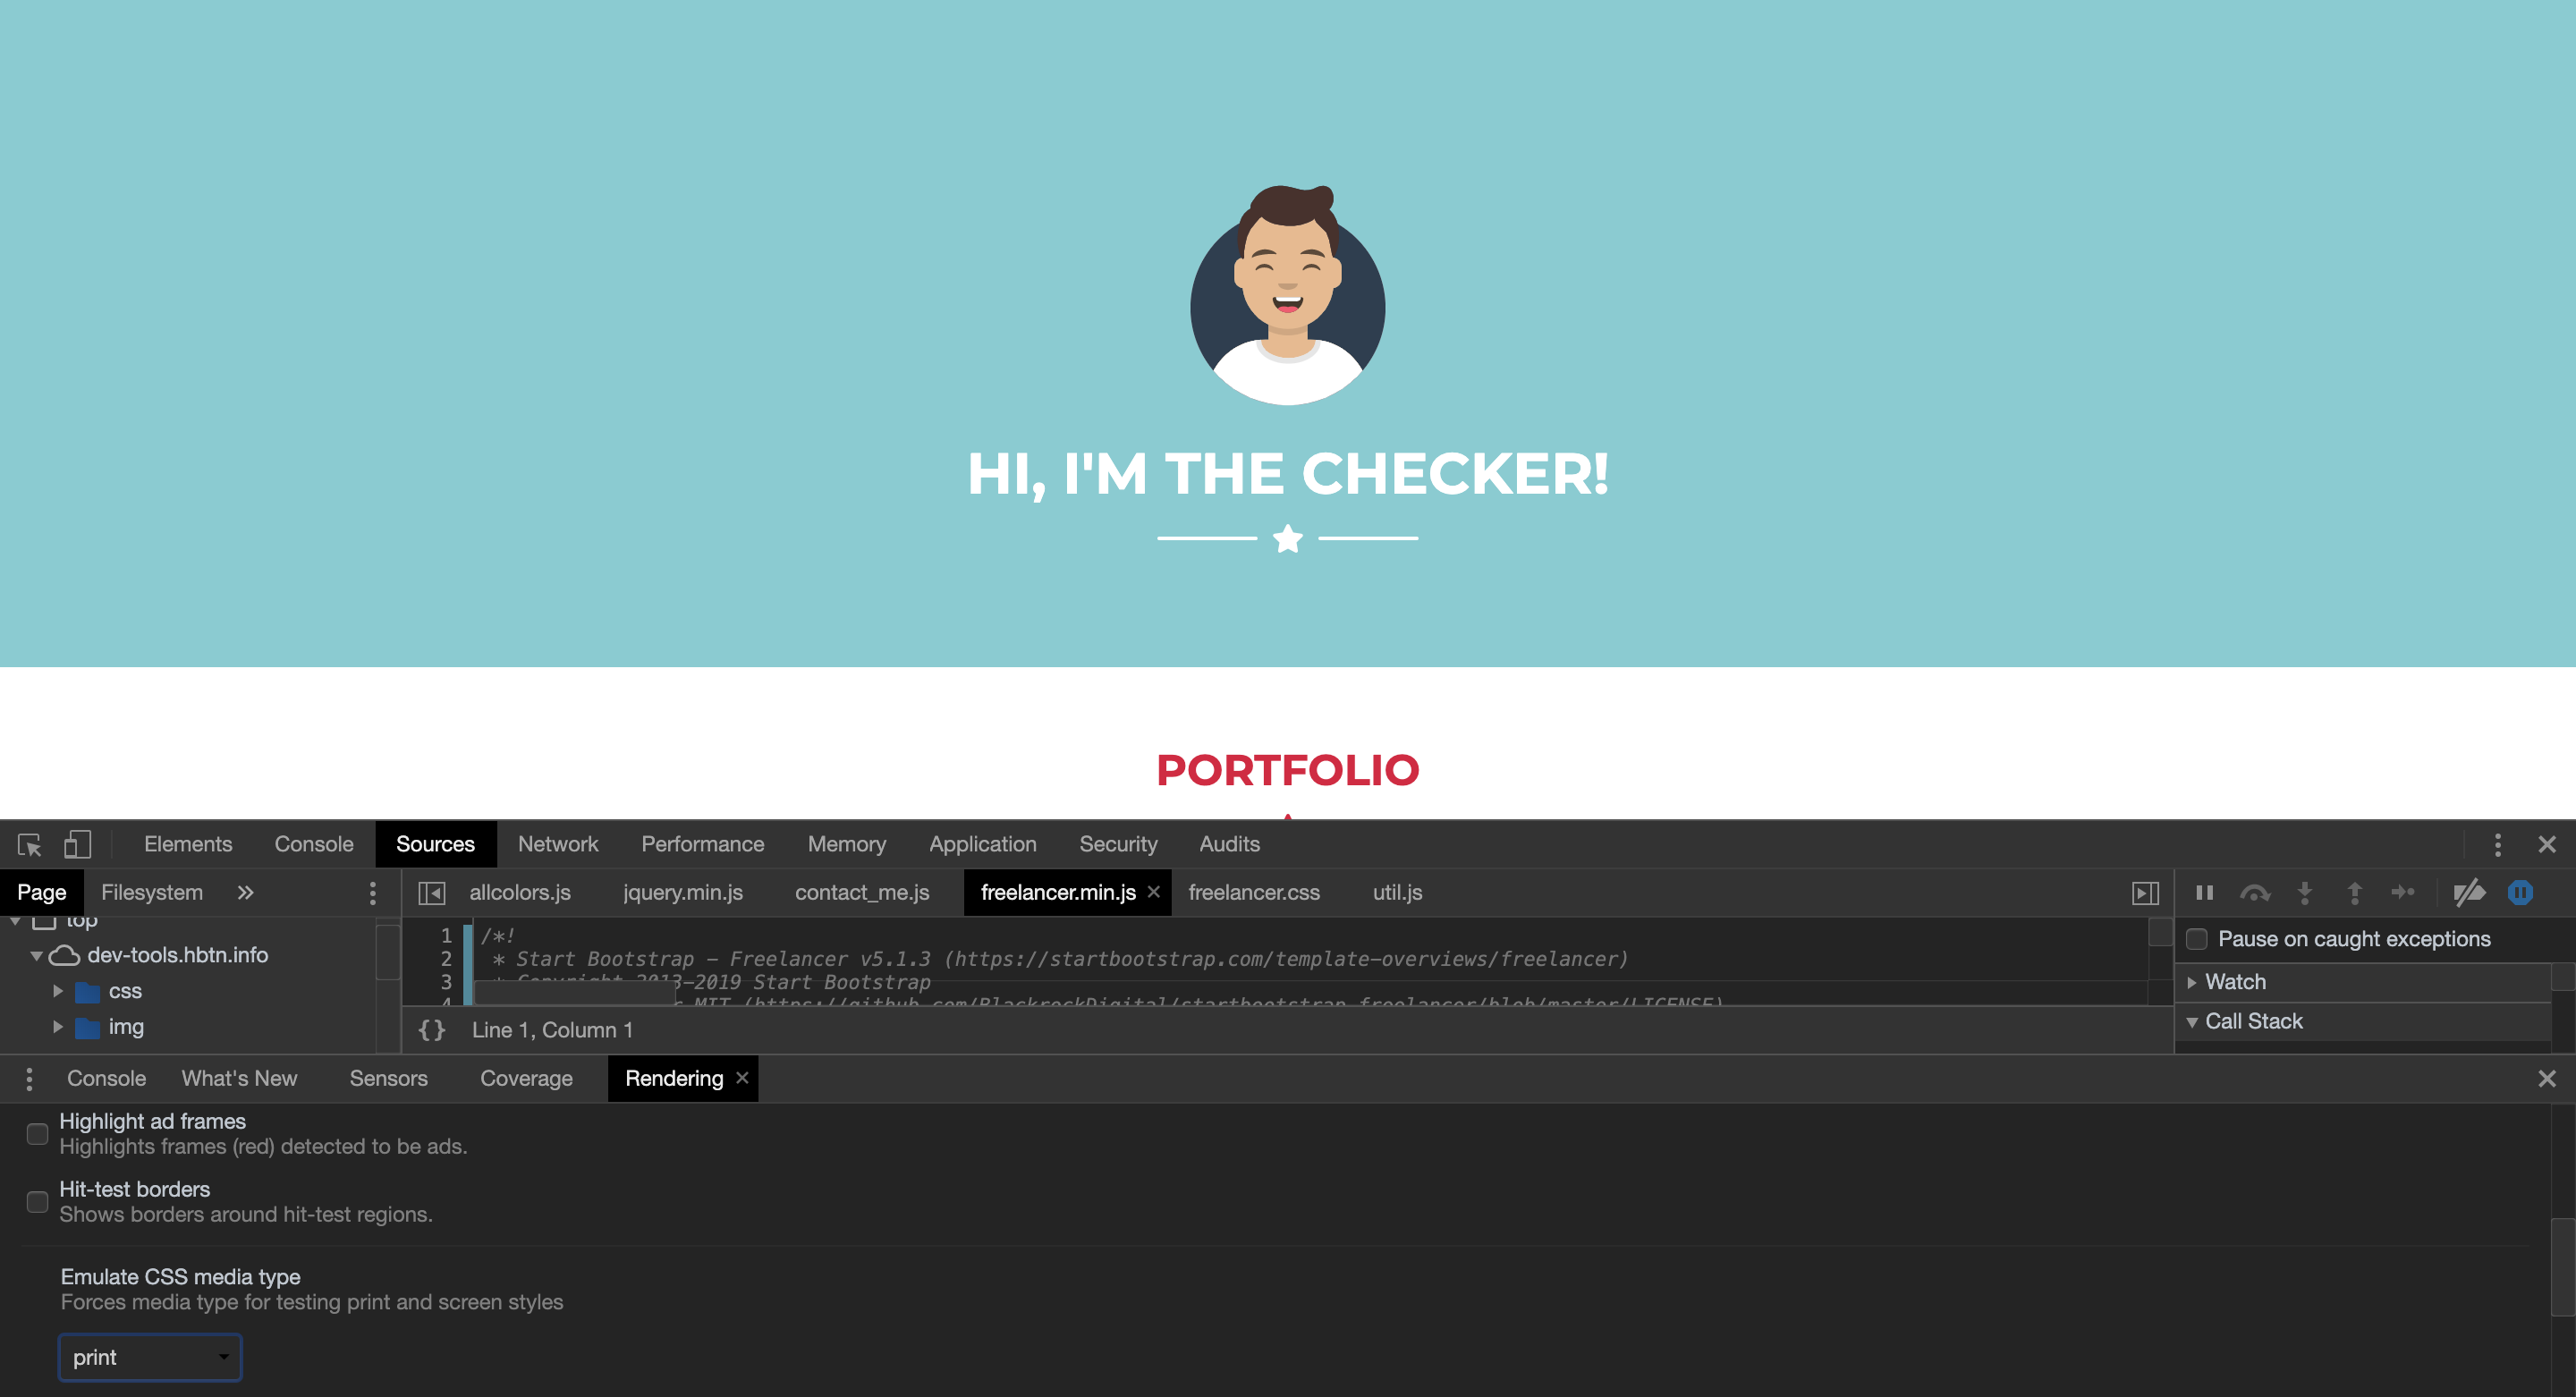 HI, I'M THE CHECKER!
PORTFOLIO
Elements Console Sources Network Performance Memory Application Security Audits
Page Filesystem » allcolors.js jquery.min.js contact_me.js freelancer.min.js × freelancer.css util.js
top
dev-tools.hbtn.info
css
img
1 /*!
2 * Start Bootstrap - Freelancer v5.1.3 (https://startbootstrap.com/template-overviews/freelancer)
3 * Copyright 2013-2019 Start Bootstrap
4 MIT (https://github.com/BlackrockDigital/startbootstrap-freelancer/blob/master/LICENSE)
{} Line 1, Column 1
Pause on caught exceptions
Watch
Call Stack
Console What's New Sensors Coverage Rendering ×
Highlight ad frames
Highlights frames (red) detected to be ads.
Hit-test borders
Shows borders around hit-test regions.
Emulate CSS media type
Forces media type for testing print and screen styles
print